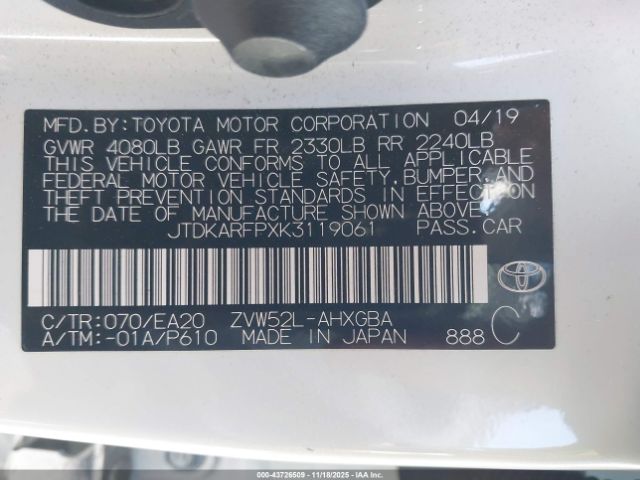 MFD. BY: TOYOTA MOTOR CORPORATION 04/19
GVWR 4080LB GAWR FR 2330LB RR 2240LB
THIS VEHICLE CONFORMS TO ALL APPLICABLE
FEDERAL MOTOR VEHICLE SAFETY, BUMPER, AND
THEFT PREVENTION STANDARDS IN EFFECT ON
THE DATE OF MANUFACTURE SHOWN ABOVE.
JTDKARFPXK3119061 PASS. CAR
C/TR: 070/EA20 ZVW52L-AHXGBA
A/TM: -01A/P610 MADE IN JAPAN 888 C
TOYOTA
000-43726509 - 11/18/2025 - IAAI, Inc.